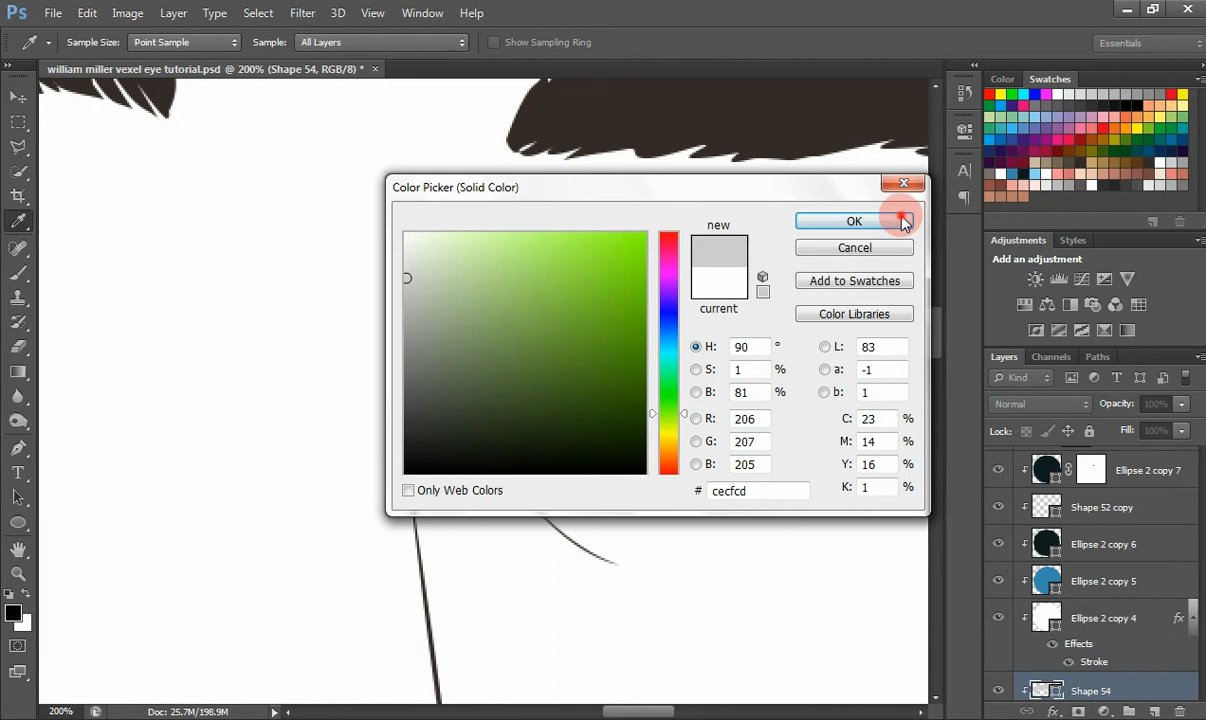 Ps File Edit Image Layer Type Select Filter 3D View Window Help
Sample Size: Point Sample Sample: All Layers Show Sampling Ring Essentials
william miller vexel eye tutorial.psd @ 200% (Shape 54, RGB/8) * ×
Color Swatches
Color Picker (Solid Color)
new
OK
Cancel
Add to Swatches
current
Color Libraries
H: 90 ° L: 83
S: 1 % a: -1
B: 81 % b: 1
R: 206 C: 23 %
G: 207 M: 14 %
B: 205 Y: 16 %
K: 1 %
Only Web Colors # cecfcd
Adjustments Styles
Add an adjustment
Layers Channels Paths
Kind
Normal Opacity: 100%
Lock: Fill: 100%
Ellipse 2 copy 7
Shape 52 copy
Ellipse 2 copy 6
Ellipse 2 copy 5
Ellipse 2 copy 4 fx
Effects
Stroke
Shape 54
200% Doc: 25.7M/198.9M fx